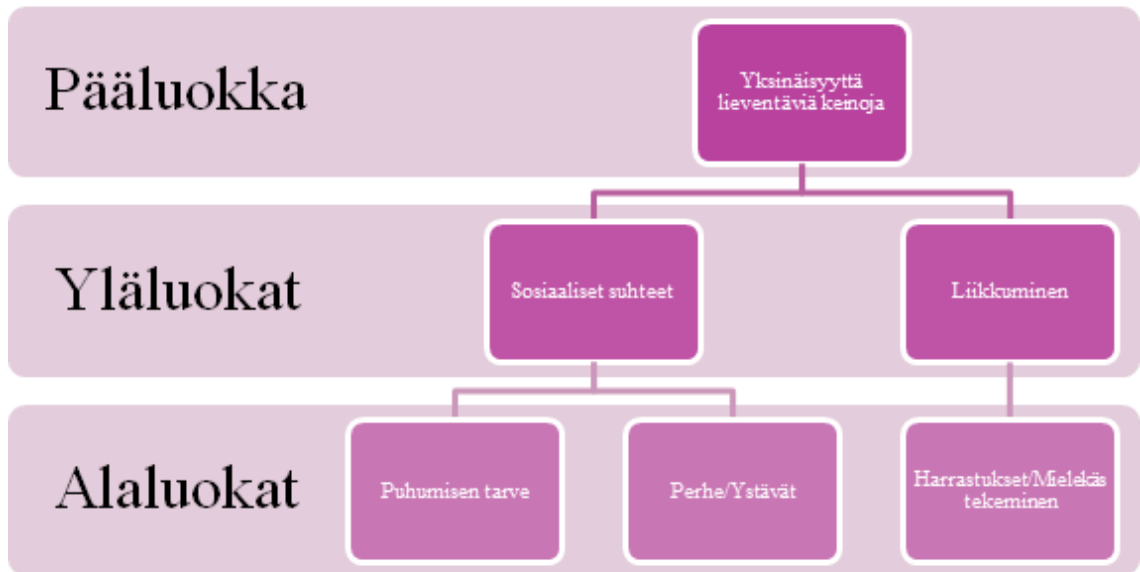 Pääluokka
Yksinäisyyttä
lieventäviä keinoja
Yläluokat
Sosiaaliset suhteet
Liikkuminen
Alaluokat
Puhumisen tarve
Perhe/Ystävät
Harrastukset/Mielekäs
tekeminen